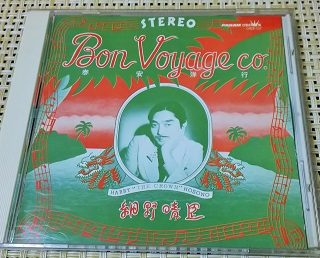 STEREO
Bon Voyage co.
泰安洋行
HARRY "THE CROWN" HOSONO
細野晴臣